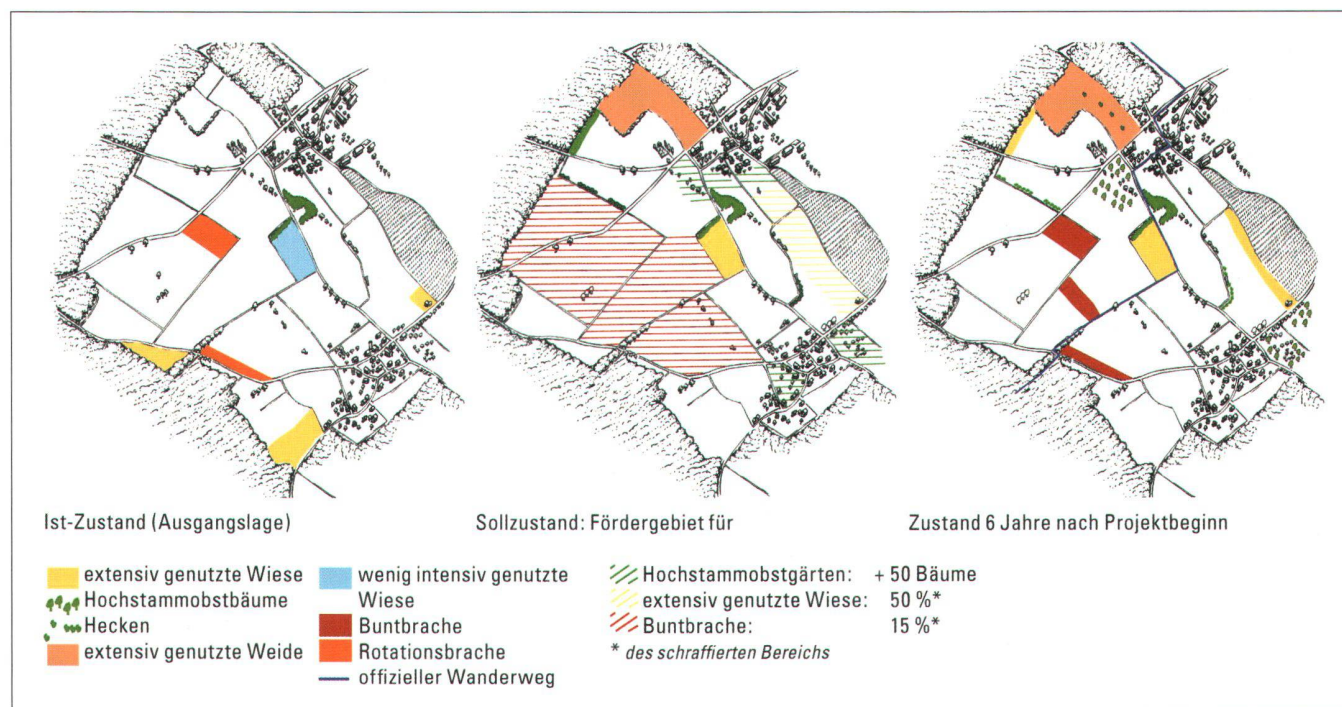 Ist-Zustand (Ausgangslage)
Sollzustand: Fördergebiet für
Zustand 6 Jahre nach Projektbeginn
extensiv genutzte Wiese
Hochstammobstbäume
Hecken
extensiv genutzte Weide
wenig intensiv genutzte
Wiese
Buntbrache
Rotationsbrache
offizieller Wanderweg
Hochstammobstgärten: + 50 Bäume
extensiv genutzte Wiese: 50 %*
Buntbrache: 15 %*
* des schraffierten Bereichs